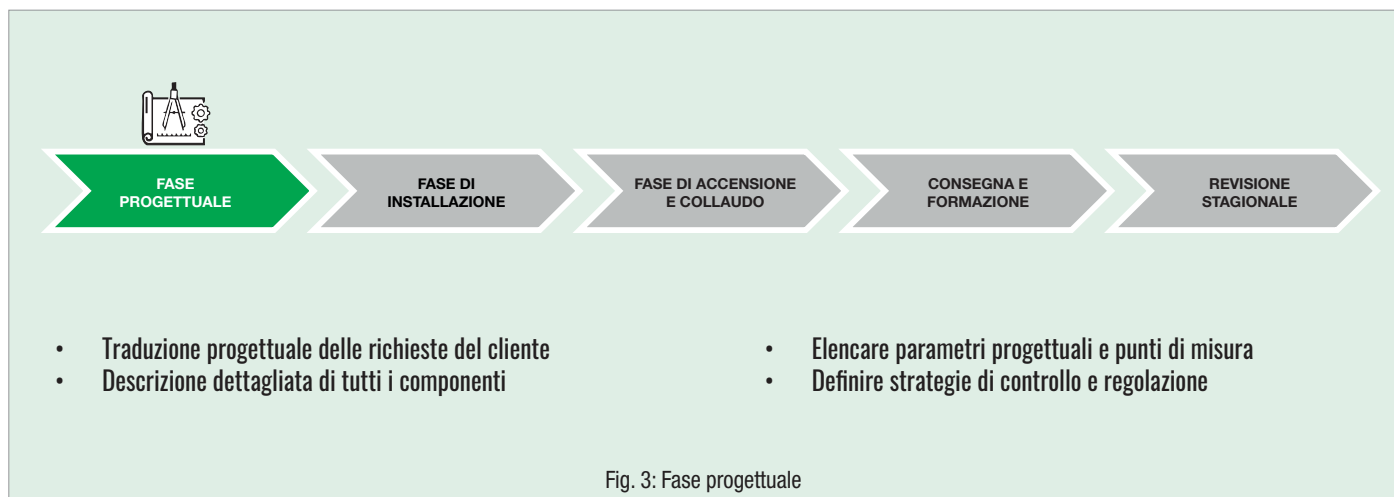 FASE
PROGETTUALE
FASE DI
INSTALLAZIONE
FASE DI ACCENSIONE
E COLLAUDO
CONSEGNA E
FORMAZIONE
REVISIONE
STAGIONALE
• Traduzione progettuale delle richieste del cliente
• Descrizione dettagliata di tutti i componenti
• Elencare parametri progettuali e punti di misura
• Definire strategie di controllo e regolazione
Fig. 3: Fase progettuale